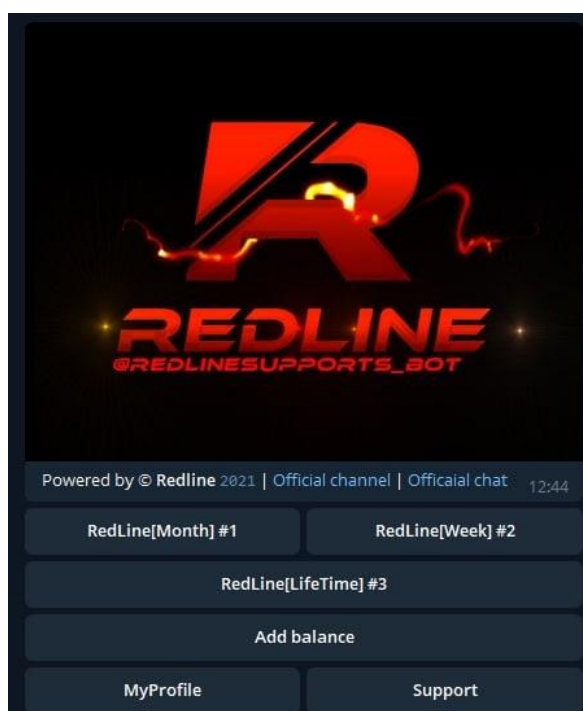 REDLINE
@REDLINESUPPORTS_BOT
Powered by © Redline 2021 | Official channel | Officaial chat 12:44
RedLine[Month] #1 RedLine[Week] #2
RedLine[LifeTime] #3
Add balance
MyProfile Support